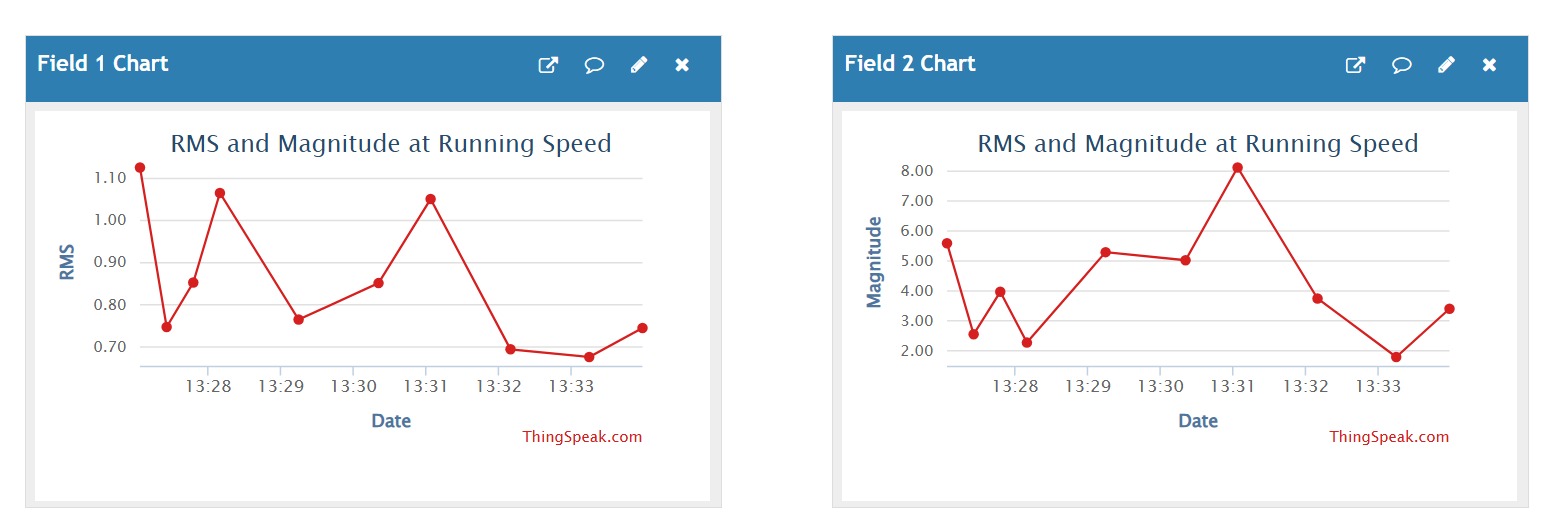 Field 1 Chart
RMS and Magnitude at Running Speed
RMS
1.10
1.00
0.90
0.80
0.70
13:28 13:29 13:30 13:31 13:32 13:33
Date
ThingSpeak.com
Field 2 Chart
RMS and Magnitude at Running Speed
Magnitude
8.00
7.00
6.00
5.00
4.00
3.00
2.00
13:28 13:29 13:30 13:31 13:32 13:33
Date
ThingSpeak.com